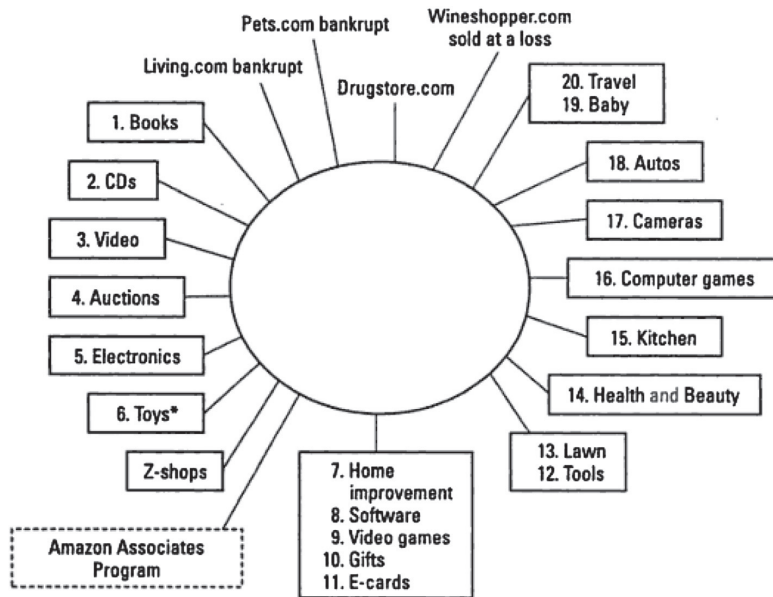 Pets.com bankrupt
Wineshopper.com
sold at a loss
Living.com bankrupt
Drugstore.com
20. Travel
19. Baby
1. Books
18. Autos
2. CDs
17. Cameras
3. Video
16. Computer games
4. Auctions
15. Kitchen
5. Electronics
14. Health and Beauty
6. Toys*
13. Lawn
12. Tools
Z-shops
7. Home
improvement
8. Software
9. Video games
10. Gifts
11. E-cards
Amazon Associates
Program